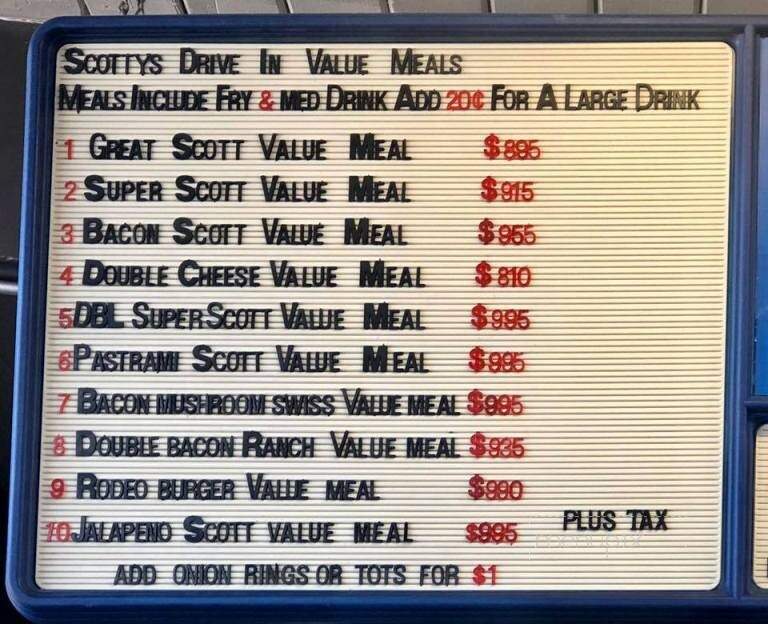 SCOTTYS DRIVE IN VALUE MEALS
MEALS INCLUDE FRY & MED DRINK ADD 20¢ FOR A LARGE DRINK
1 GREAT SCOTT VALUE MEAL $895
2 SUPER SCOTT VALUE MEAL $915
3 BACON SCOTT VALUE MEAL $955
4 DOUBLE CHEESE VALUE MEAL $810
5 DBL SUPER SCOTT VALUE MEAL $995
6 PASTRAMI SCOTT VALUE MEAL $995
7 BACON MUSHROOM SWISS VALUE MEAL $995
8 DOUBLE BACON RANCH VALUE MEAL $935
9 RODEO BURGER VALUE MEAL $990
10 JALAPENO SCOTT VALUE MEAL $995 PLUS TAX
ADD ONION RINGS OR TOTS FOR $1